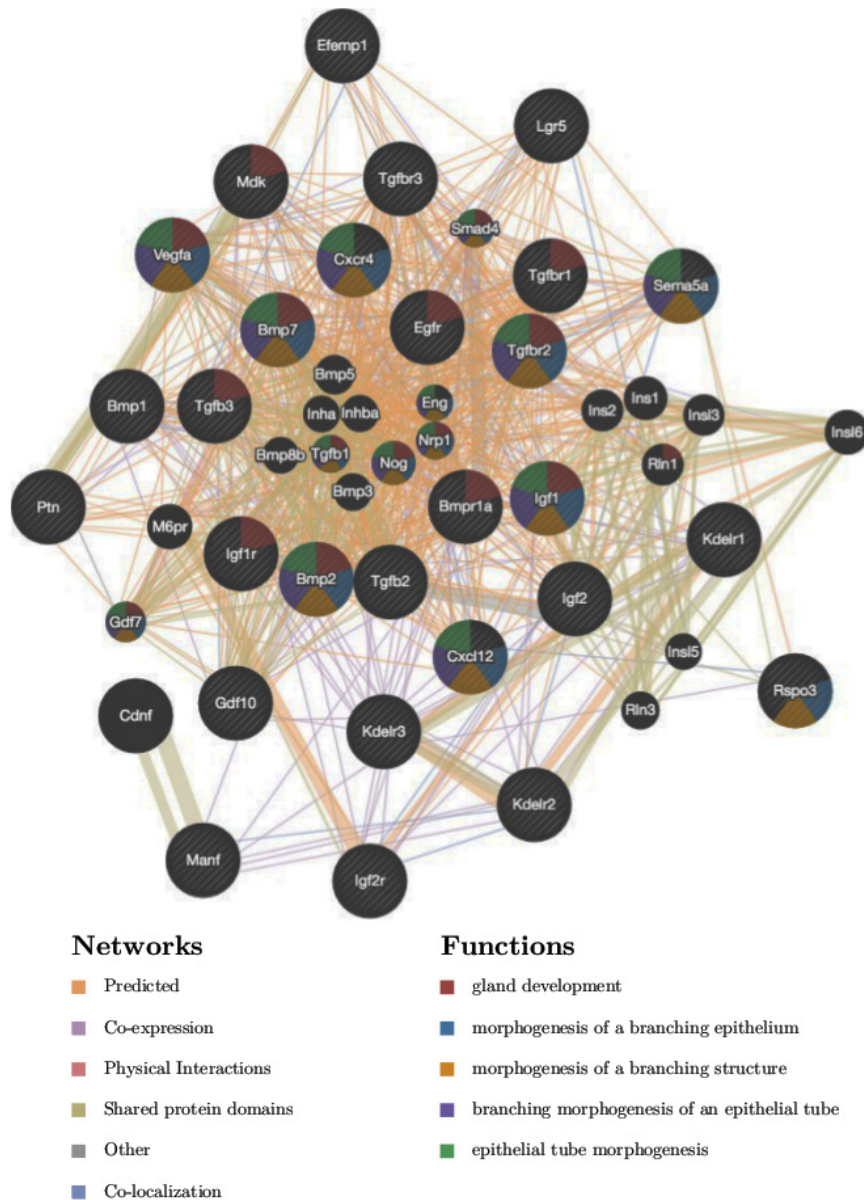 Efemp1
Lgr5
Mdk
Tgfbr3
Smad4
Vegfa
Cxcr4
Tgfbr1
Sema5a
Bmp7
Egfr
Tgfbr2
Bmp5
Bmp1
Tgfb3
Inha
Inhba
Eng
Ins2
Ins1
Insl3
Insl6
Nrp1
Bmp8b
Tgfb1
Nog
Rln1
Bmp3
Ptn
M6pr
Bmpr1a
Igf1
Kdelr1
Igf1r
Bmp2
Tgfb2
Igf2
Gdf7
Cxcl12
Insl5
Cdnf
Gdf10
Kdelr3
Rln3
Rspo3
Kdelr2
Manf
Igf2r
Networks
Predicted
Co-expression
Physical Interactions
Shared protein domains
Other
Co-localization
Functions
gland development
morphogenesis of a branching epithelium
morphogenesis of a branching structure
branching morphogenesis of an epithelial tube
epithelial tube morphogenesis